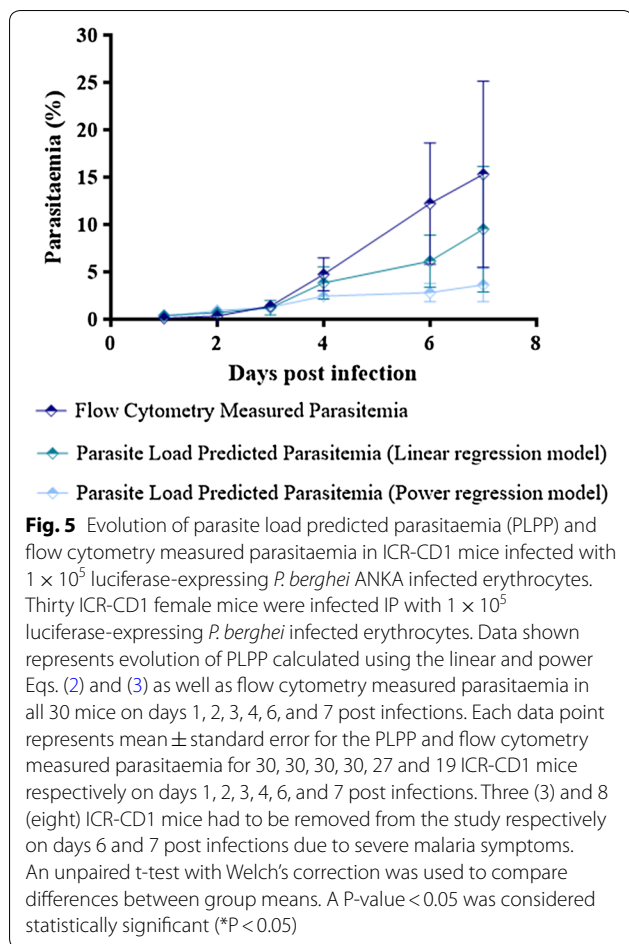 30
25
20
15
10
5
0
Parasitaemia (%)
0 2 4 6 8
Days post infection
Flow Cytometry Measured Parasitemia
Parasite Load Predicted Parasitemia (Linear regression model)
Parasite Load Predicted Parasitemia (Power regression model)
Fig. 5 Evolution of parasite load predicted parasitaemia (PLPP) and
flow cytometry measured parasitaemia in ICR-CD1 mice infected with
1 × 10⁵ luciferase-expressing P. berghei ANKA infected erythrocytes.
Thirty ICR-CD1 female mice were infected IP with 1 × 10⁵
luciferase-expressing P. berghei infected erythrocytes. Data shown
represents evolution of PLPP calculated using the linear and power
Eqs. (2) and (3) as well as flow cytometry measured parasitaemia in
all 30 mice on days 1, 2, 3, 4, 6, and 7 post infections. Each data point
represents mean ± standard error for the PLPP and flow cytometry
measured parasitaemia for 30, 30, 30, 30, 27 and 19 ICR-CD1 mice
respectively on days 1, 2, 3, 4, 6, and 7 post infections. Three (3) and 8
(eight) ICR-CD1 mice had to be removed from the study respectively
on days 6 and 7 post infections due to severe malaria symptoms.
An unpaired t-test with Welch's correction was used to compare
differences between group means. A P-value < 0.05 was considered
statistically significant (*P < 0.05)